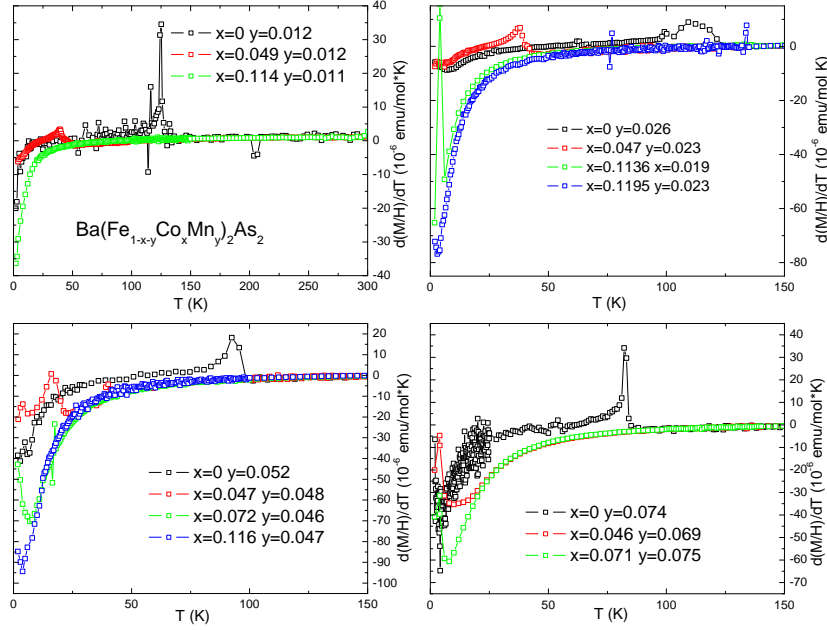 x=0 y=0.012
x=0.049 y=0.012
x=0.114 y=0.011
Ba(Fe1-x-yCoxMny)2As2
40
30
20
10
0
-10
-20
-30
-40
d(M/H)/dT (10-6 emu/mol*K)
0 50 100 150 200 250 300
T (K)
x=0 y=0.026
x=0.047 y=0.023
x=0.1136 x=0.019
x=0.1195 y=0.023
0
-20
-40
-60
-80
d(M/H)/dT (10-6 emu/mol K)
0 50 100 150
T (K)
x=0 y=0.052
x=0.047 y=0.048
x=0.072 y=0.046
x=0.116 y=0.047
20
10
0
-10
-20
-30
-40
-50
-60
-70
-80
-90
-100
d(M/H)/dT (10-6 emu/mol*K)
0 50 100 150
T (K)
x=0 y=0.074
x=0.046 y=0.069
x=0.071 y=0.075
40
30
20
10
0
-10
-20
-30
-40
-50
-60
-70
d(M/H)/dT (10-6 emu/mol*K)
0 50 100 150
T (K)